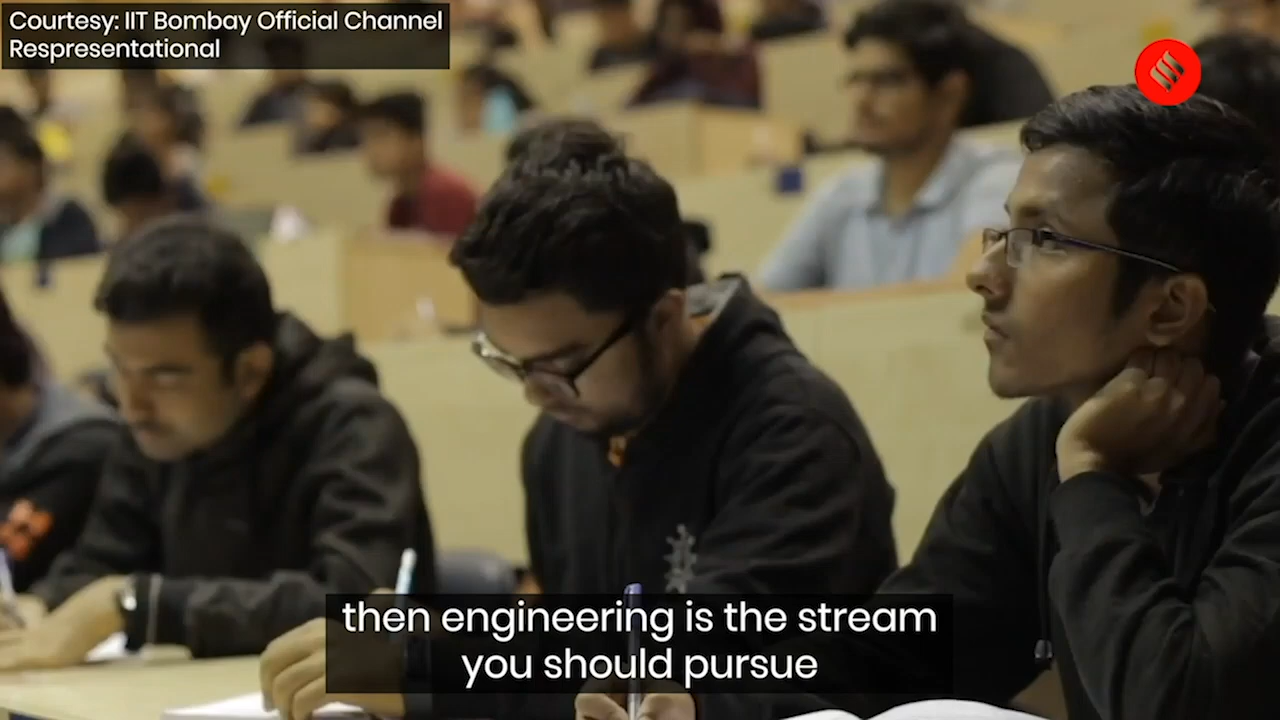 Courtesy: IIT Bombay Official Channel
Respresentational
then engineering is the stream
you should pursue